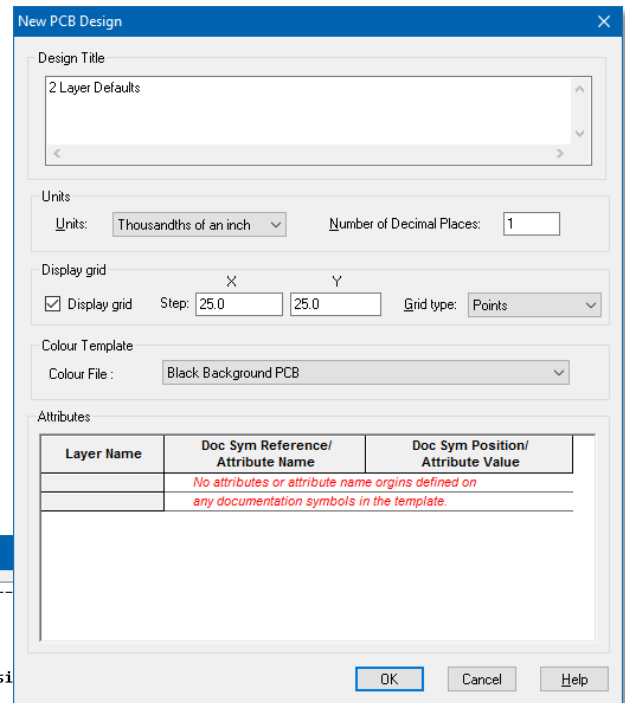 New PCB Design
Design Title
2 Layer Defaults
Units
Units: Thousandths of an inch Number of Decimal Places: 1
Display grid
X Y
Display grid Step: 25.0 25.0 Grid type: Points
Colour Template
Colour File : Black Background PCB
Attributes
Layer Name Doc Sym Reference/ Doc Sym Position/
Attribute Name Attribute Value
No attributes or attribute name orgins defined on
any documentation symbols in the template.
si
OK Cancel Help